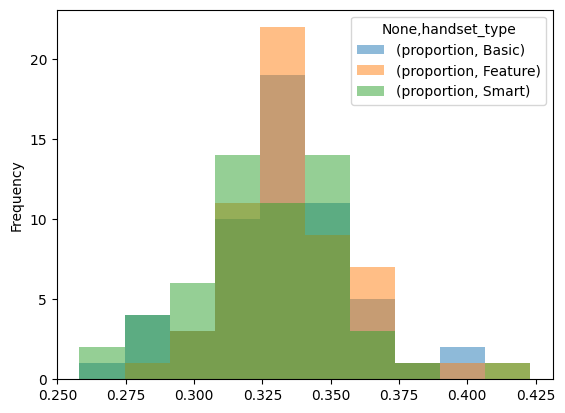 None,handset_type
(proportion, Basic)
(proportion, Feature)
(proportion, Smart)
Frequency
20
15
10
5
0
0.250 0.275 0.300 0.325 0.350 0.375 0.400 0.425